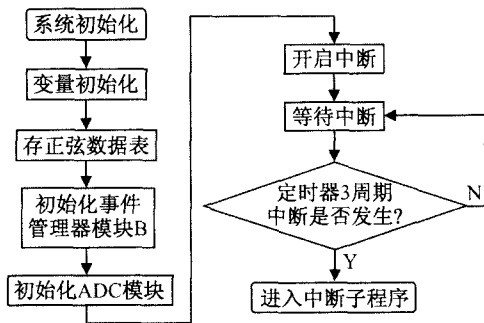 系统初始化
变量初始化
存正弦数据表
初始化事件
管理器模块B
初始化ADC模块
开启中断
等待中断
定时器3周期
中断是否发生?
N
Y
进入中断子程序